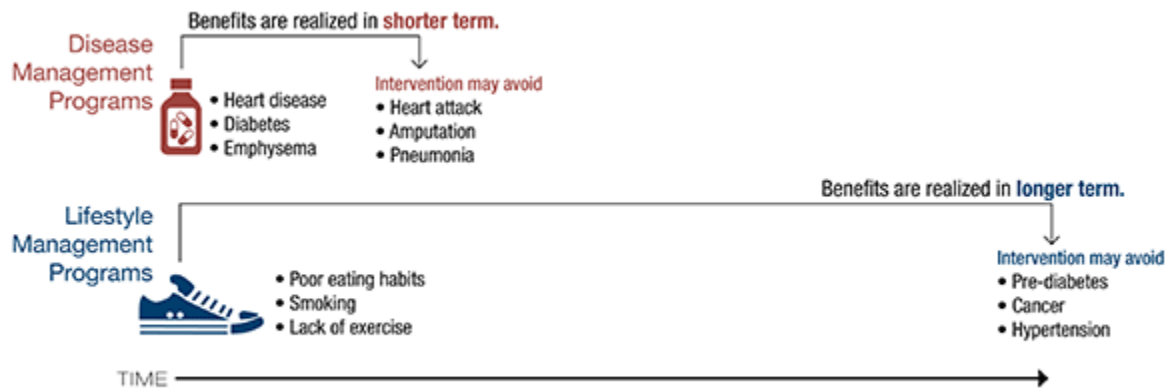 Benefits are realized in shorter term.
Disease
Management
Programs
• Heart disease
• Diabetes
• Emphysema
Intervention may avoid
• Heart attack
• Amputation
• Pneumonia
Benefits are realized in longer term.
Lifestyle
Management
Programs
• Poor eating habits
• Smoking
• Lack of exercise
Intervention may avoid
• Pre-diabetes
• Cancer
• Hypertension
TIME